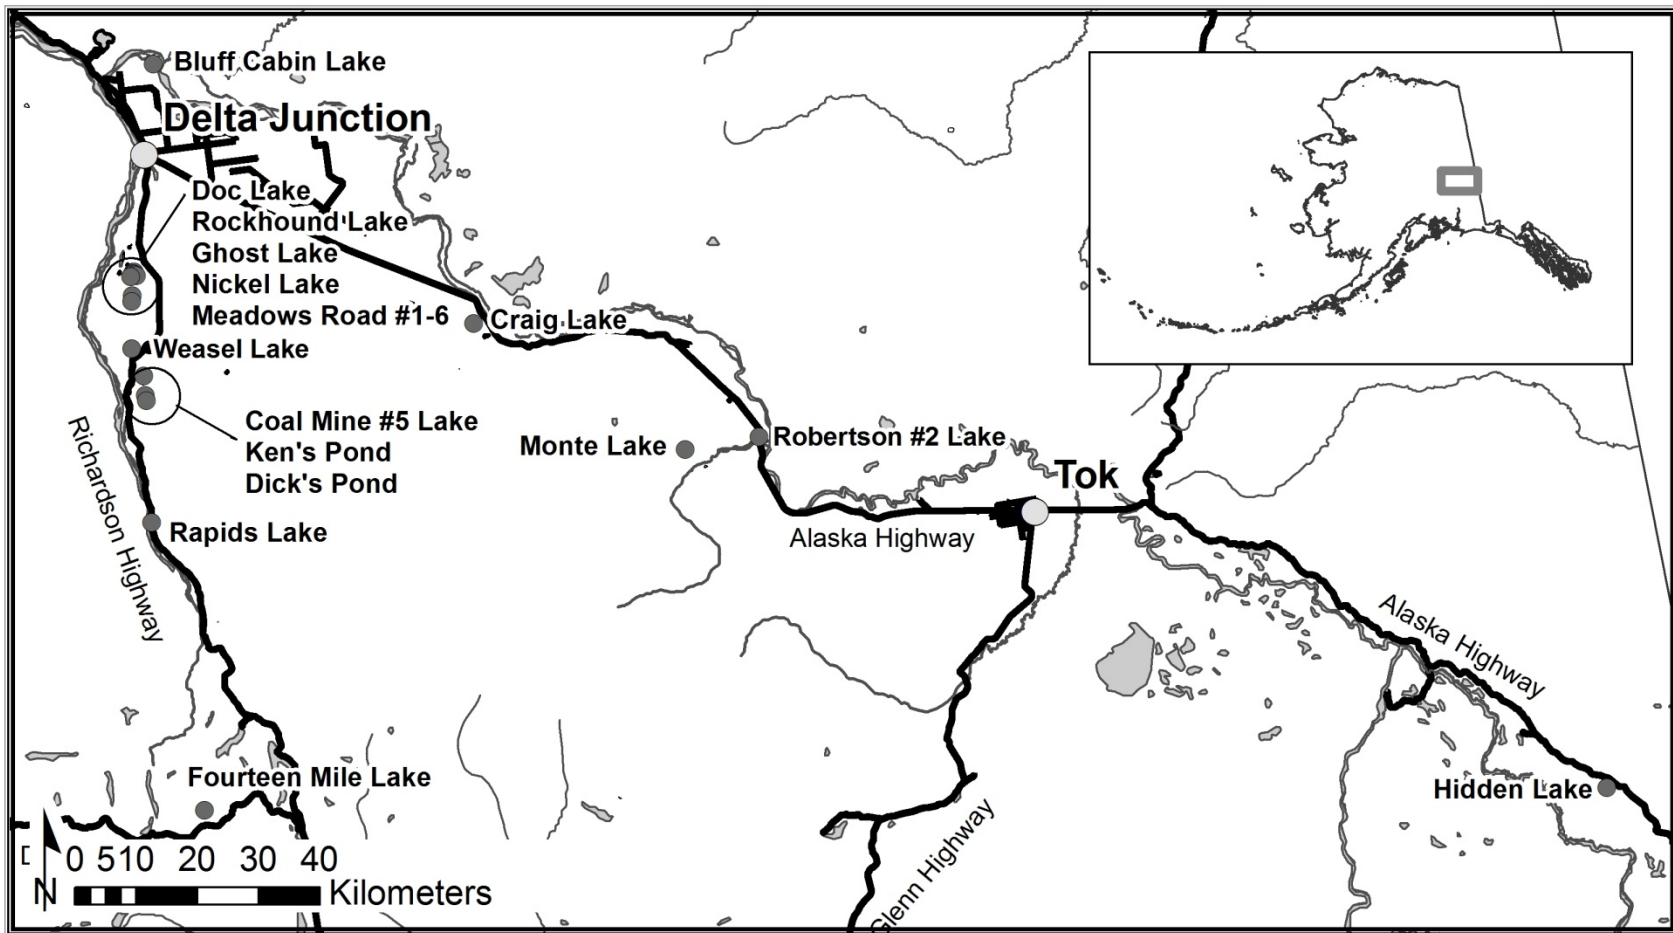 Bluff Cabin Lake
Delta Junction
Doc Lake
Rockhound Lake
Ghost Lake
Nickel Lake
Meadows Road #1-6
Craig Lake
Weasel Lake
Coal Mine #5 Lake
Ken's Pond
Dick's Pond
Richardson Highway
Monte Lake
Robertson #2 Lake
Tok
Rapids Lake
Alaska Highway
Alaska Highway
Fourteen Mile Lake
Hidden Lake
Glenn Highway
N
0 5 10 20 30 40
Kilometers